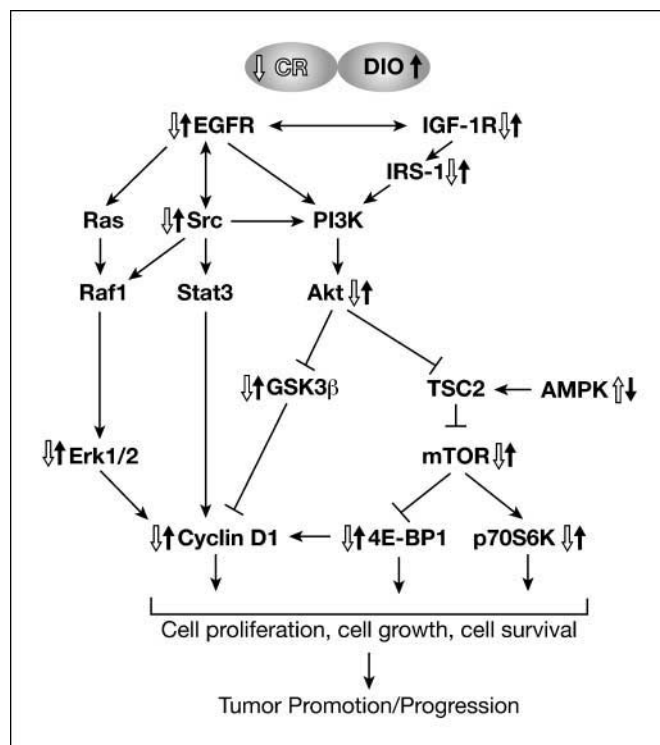 CR DIO
EGFR IGF-1R
IRS-1
Ras Src PI3K
Raf1 Stat3 Akt
GSK3β TSC2 AMPK
Erk1/2 mTOR
Cyclin D1 4E-BP1 p70S6K
Cell proliferation, cell growth, cell survival
Tumor Promotion/Progression